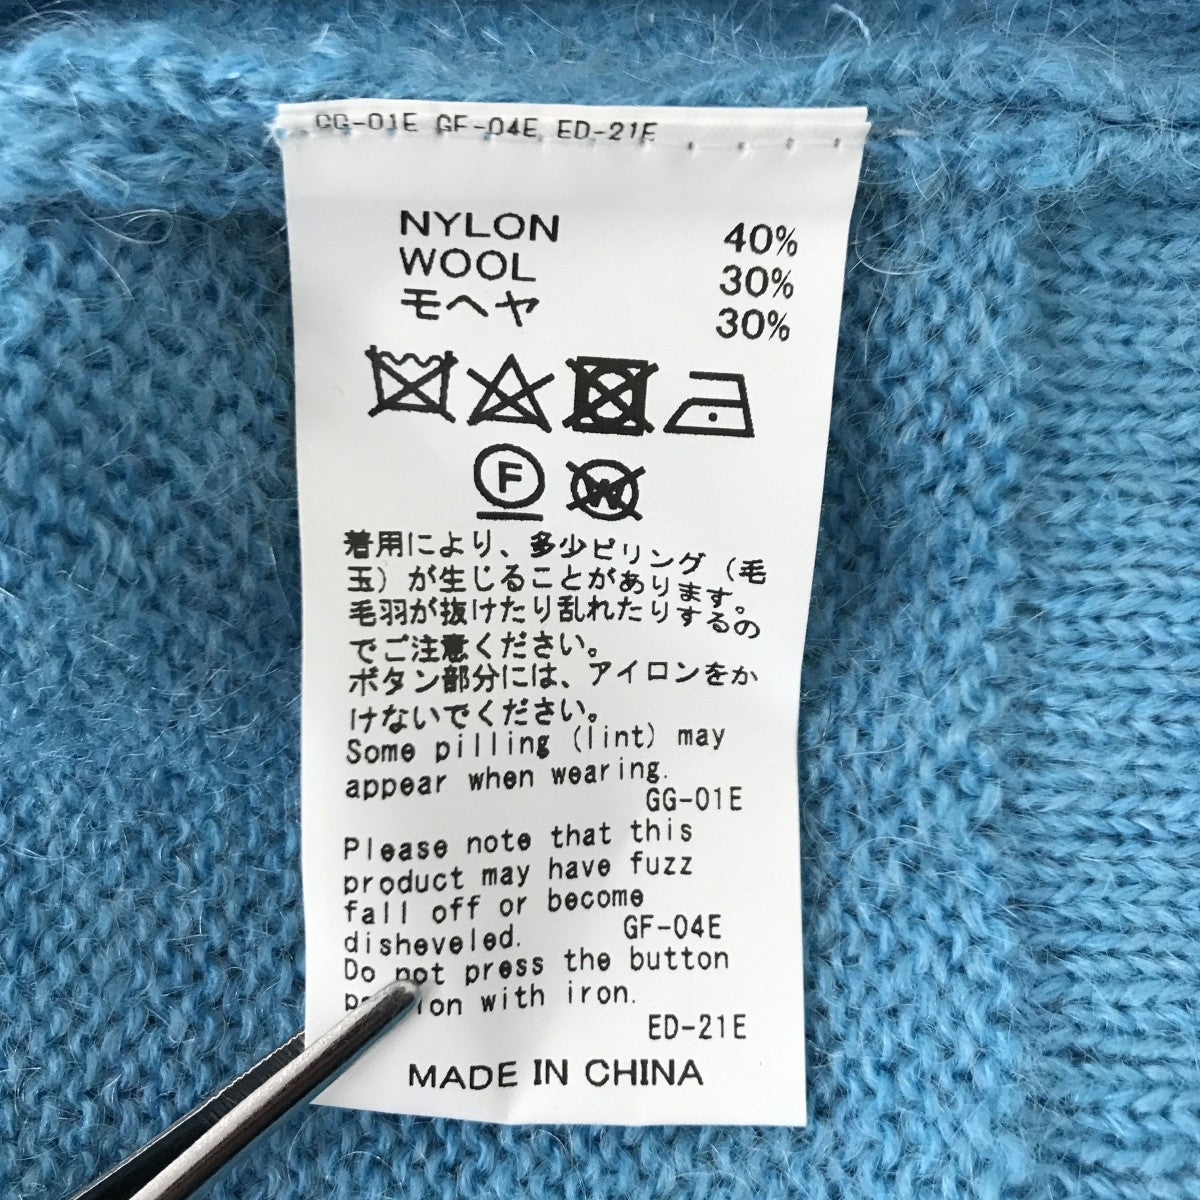 GG-01E GF-04E ED-21E
NYLON 40%
WOOL 30%
モヘヤ 30%
F W
着用により、多少ピリング（毛
玉）が生じることがあります。
毛羽が抜けたり乱れたりするの
でご注意ください。
ボタン部分には、アイロンをか
けないでください。
Some pilling (lint) may
appear when wearing.
GG-01E
Please note that this
product may have fuzz
fall off or become
disheveled. GF-04E
Do not press the button
with iron.
ED-21E
MADE IN CHINA